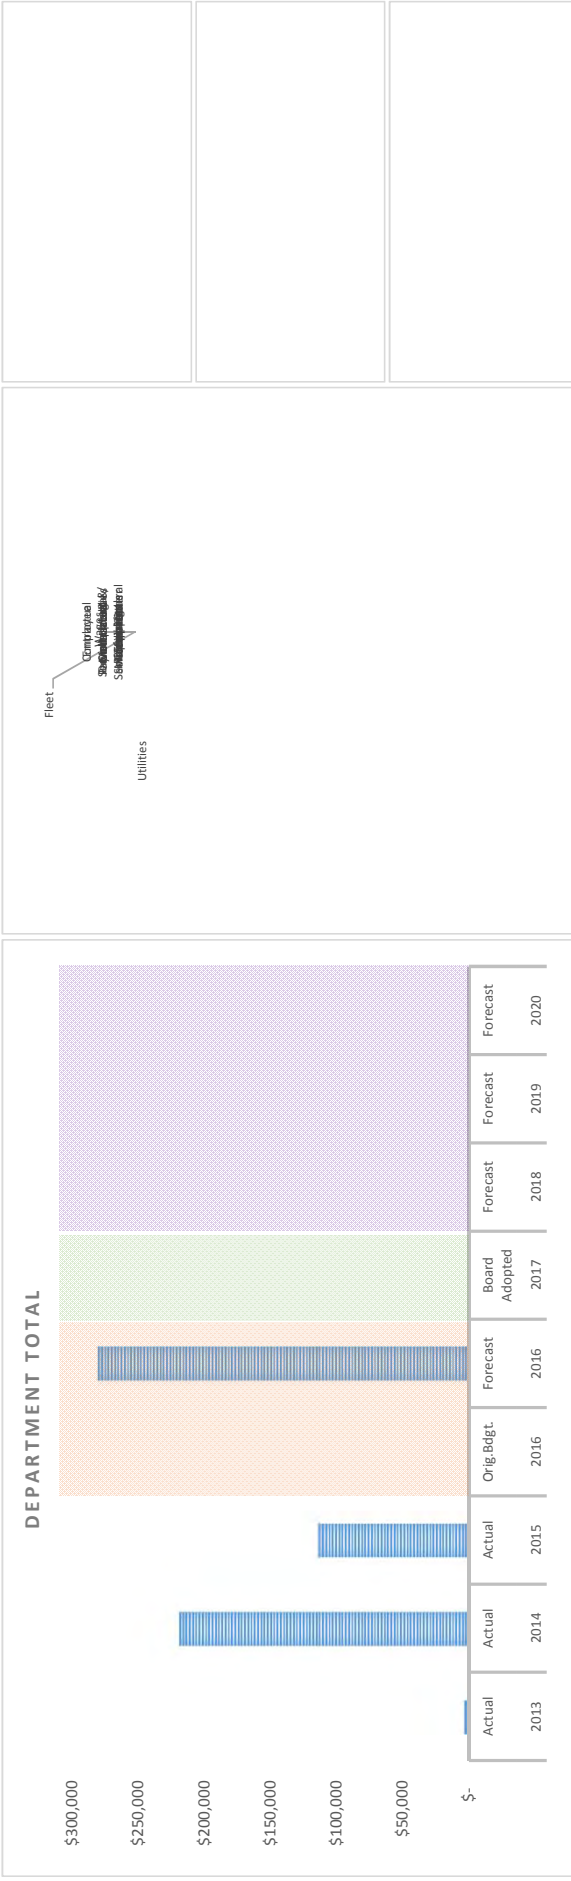 DEPARTMENT TOTAL
$300,000
$250,000
$200,000
$150,000
$100,000
$50,000
$-
Actual
Actual
Actual
Orig.Bdgt.
Forecast
Board
Adopted
Forecast
Forecast
Forecast
2013
2014
2015
2016
2016
2017
2018
2019
2020
Fleet
Utilities